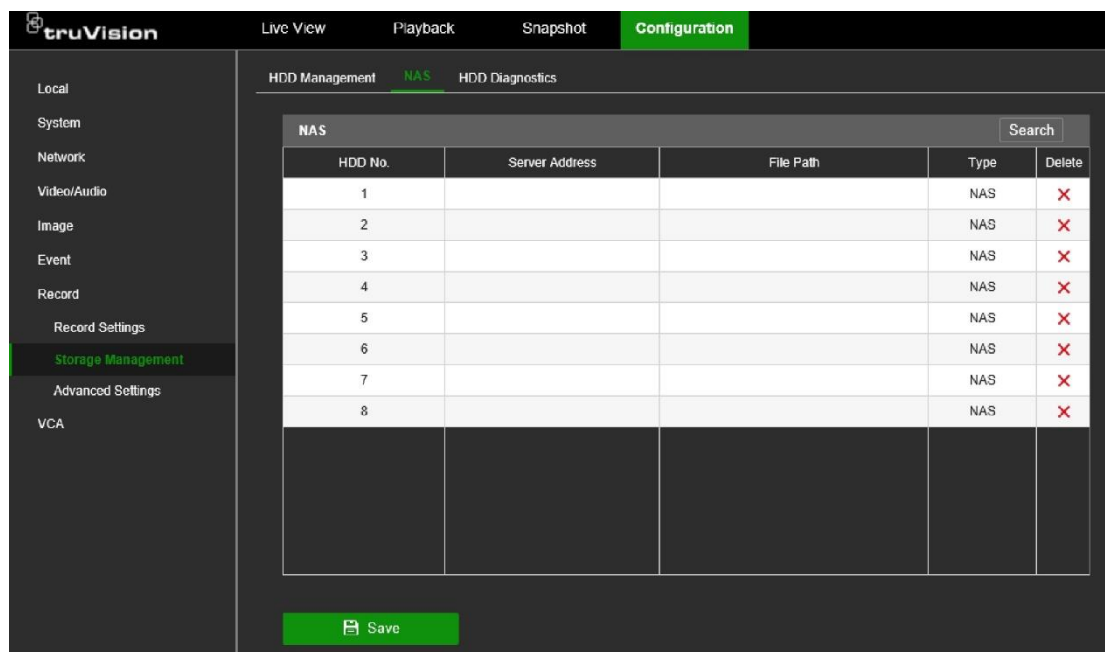 truVision Live View Playback Snapshot Configuration
HDD Management NAS HDD Diagnostics
Local
System
Network
Video/Audio
Image
Event
Record
Record Settings
Storage Management
Advanced Settings
VCA
NAS Search
HDD No. Server Address File Path Type Delete
1 NAS
2 NAS
3 NAS
4 NAS
5 NAS
6 NAS
7 NAS
8 NAS
Save